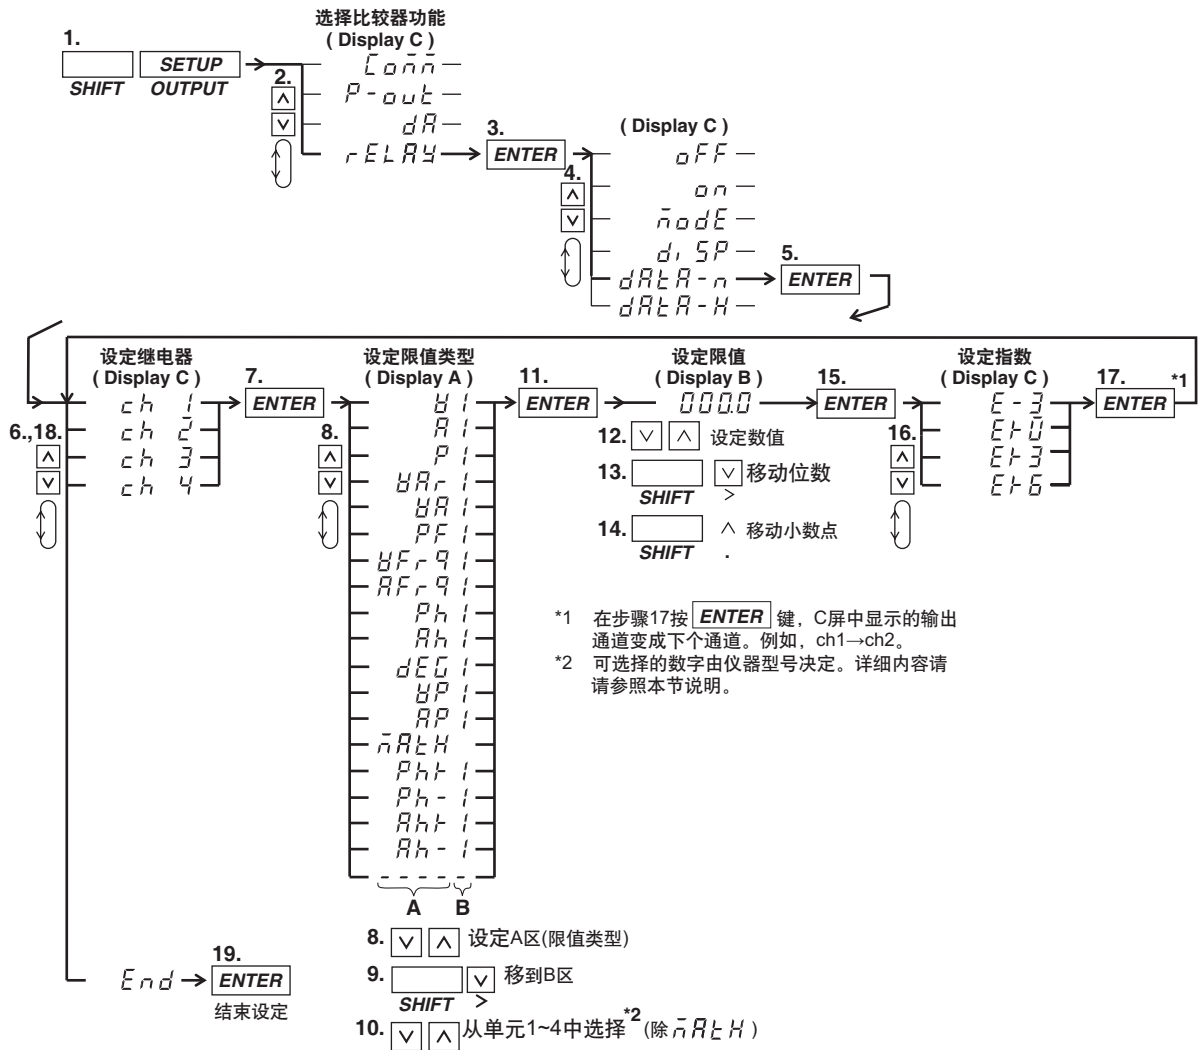 选择比较器功能
( Display C )
1.
SETUP
SHIFT OUTPUT
2.
Comm
P-out
dA
rELAY
3.
ENTER
( Display C )
4.
oFF
on
modE
diSP
dAtA-n
dAtA-H
5.
ENTER
设定继电器
( Display C )
6.,18.
ch 1
ch 2
ch 3
ch 4
7.
ENTER
设定限值类型
( Display A )
8.
V 1
A 1
P 1
VAr 1
VA 1
PF 1
VFrq 1
AFrq 1
Ph 1
Ah 1
dEG 1
VP 1
AP 1
mAtH
Ph+ 1
Ph- 1
Ah+ 1
Ah- 1
- - - - -
A B
8. 设定A区(限值类型)
9. 移到B区
SHIFT >
10. 从单元1~4中选择*2 (除 mAtH )
11.
ENTER
设定限值
( Display B )
000.0
12. 设定数值
13. 移动位数
SHIFT >
14. 移动小数点
SHIFT .
15.
ENTER
设定指数
( Display C )
16.
E-3
E+0
E+3
E+6
17.
ENTER
*1
*1 在步骤17按 ENTER 键，C屏中显示的输出
通道变成下个通道。例如，ch1→ch2。
*2 可选择的数字由仪器型号决定。详细内容请
请参照本节说明。
End
19.
ENTER
结束设定